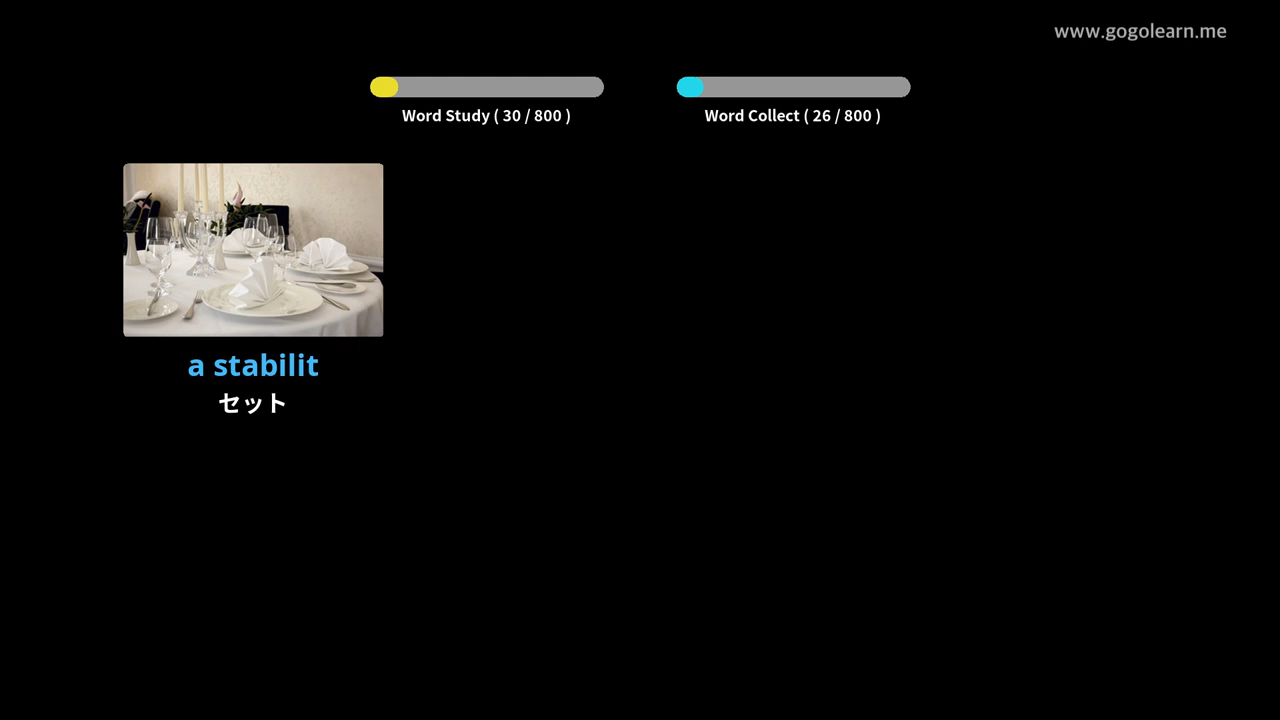 www.gogolearn.me
Word Study ( 30 / 800 )
Word Collect ( 26 / 800 )
a stabilit
セット